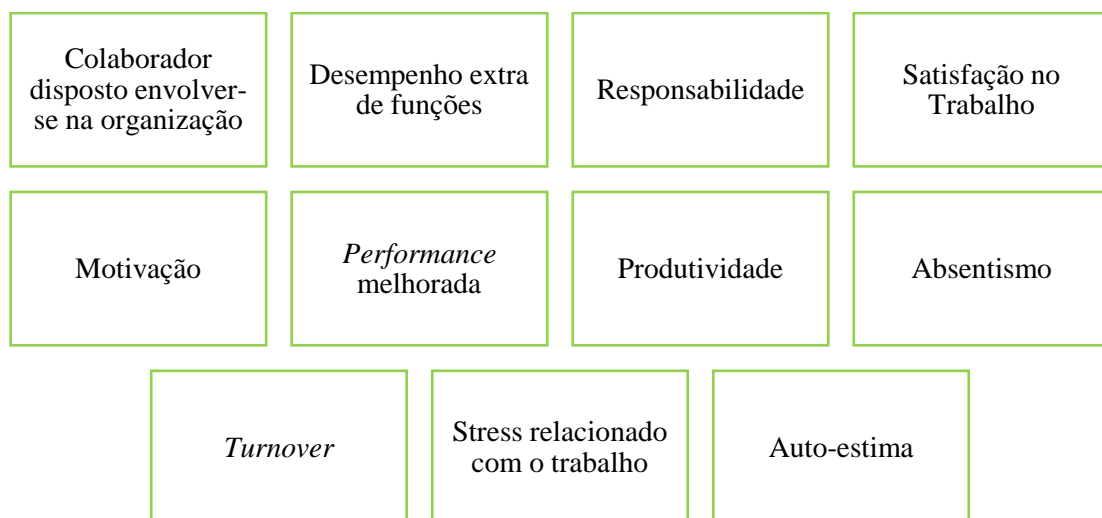 Colaborador
disposto envolver-
se na organização
Desempenho extra
de funções
Responsabilidade
Satisfação no
Trabalho
Motivação
Performance
melhorada
Produtividade
Absentismo
Turnover
Stress relacionado
com o trabalho
Auto-estima